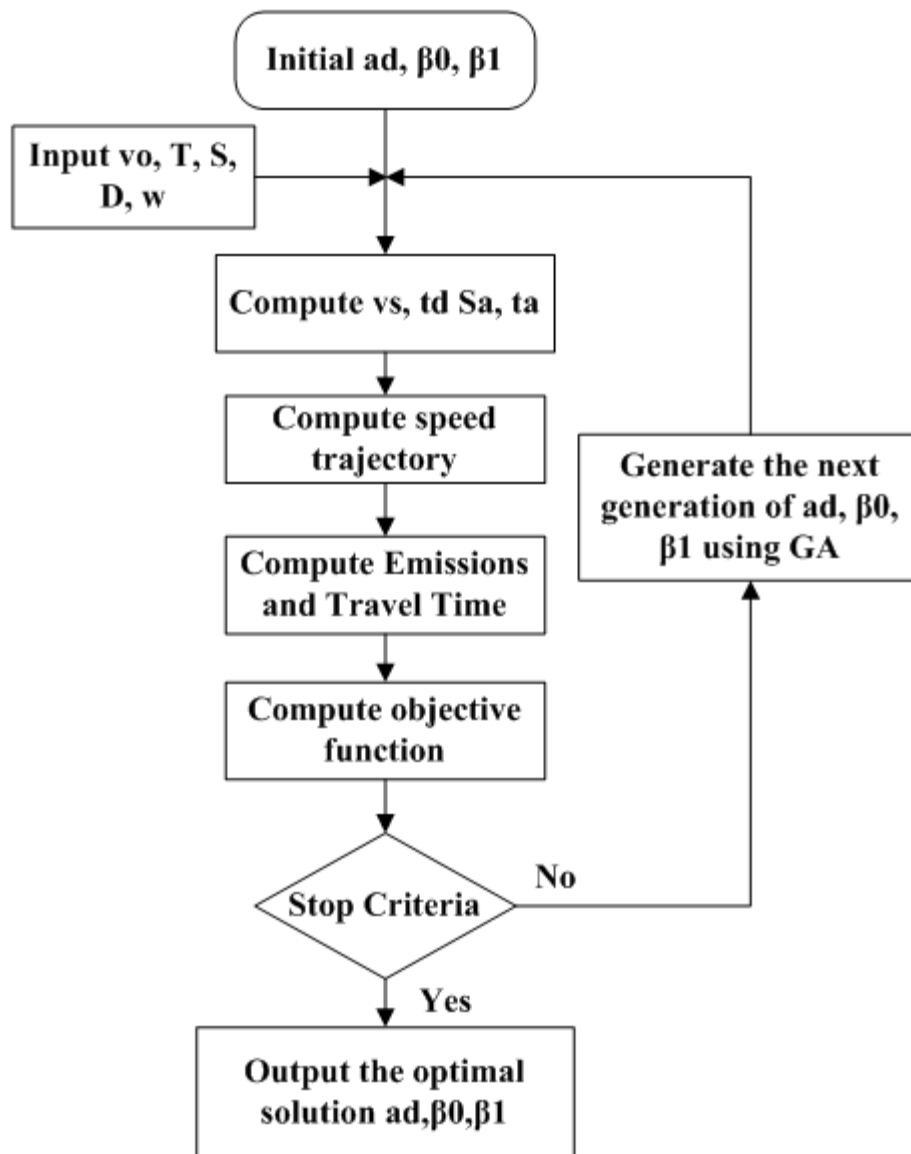 Initial ad, β0, β1
Input vo, T, S,
D, w
Compute vs, td Sa, ta
Compute speed
trajectory
Generate the next
generation of ad, β0,
β1 using GA
Compute Emissions
and Travel Time
Compute objective
function
Stop Criteria
No
Yes
Output the optimal
solution ad,β0,β1